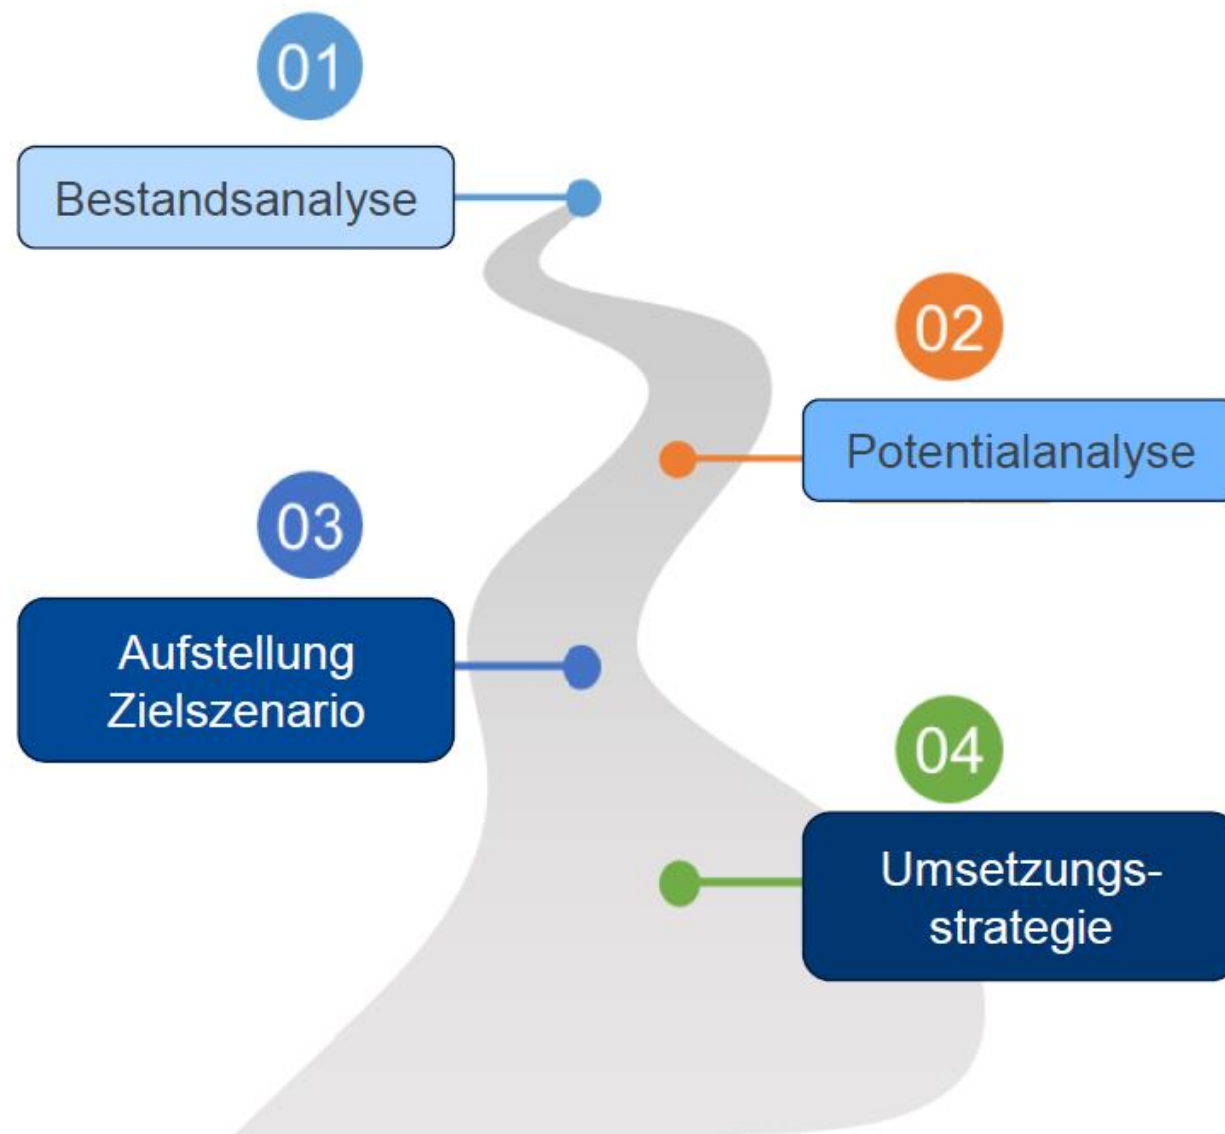 01
Bestandsanalyse
02
Potentialanalyse
03
Aufstellung
Zielszenario
04
Umsetzungs-
strategie